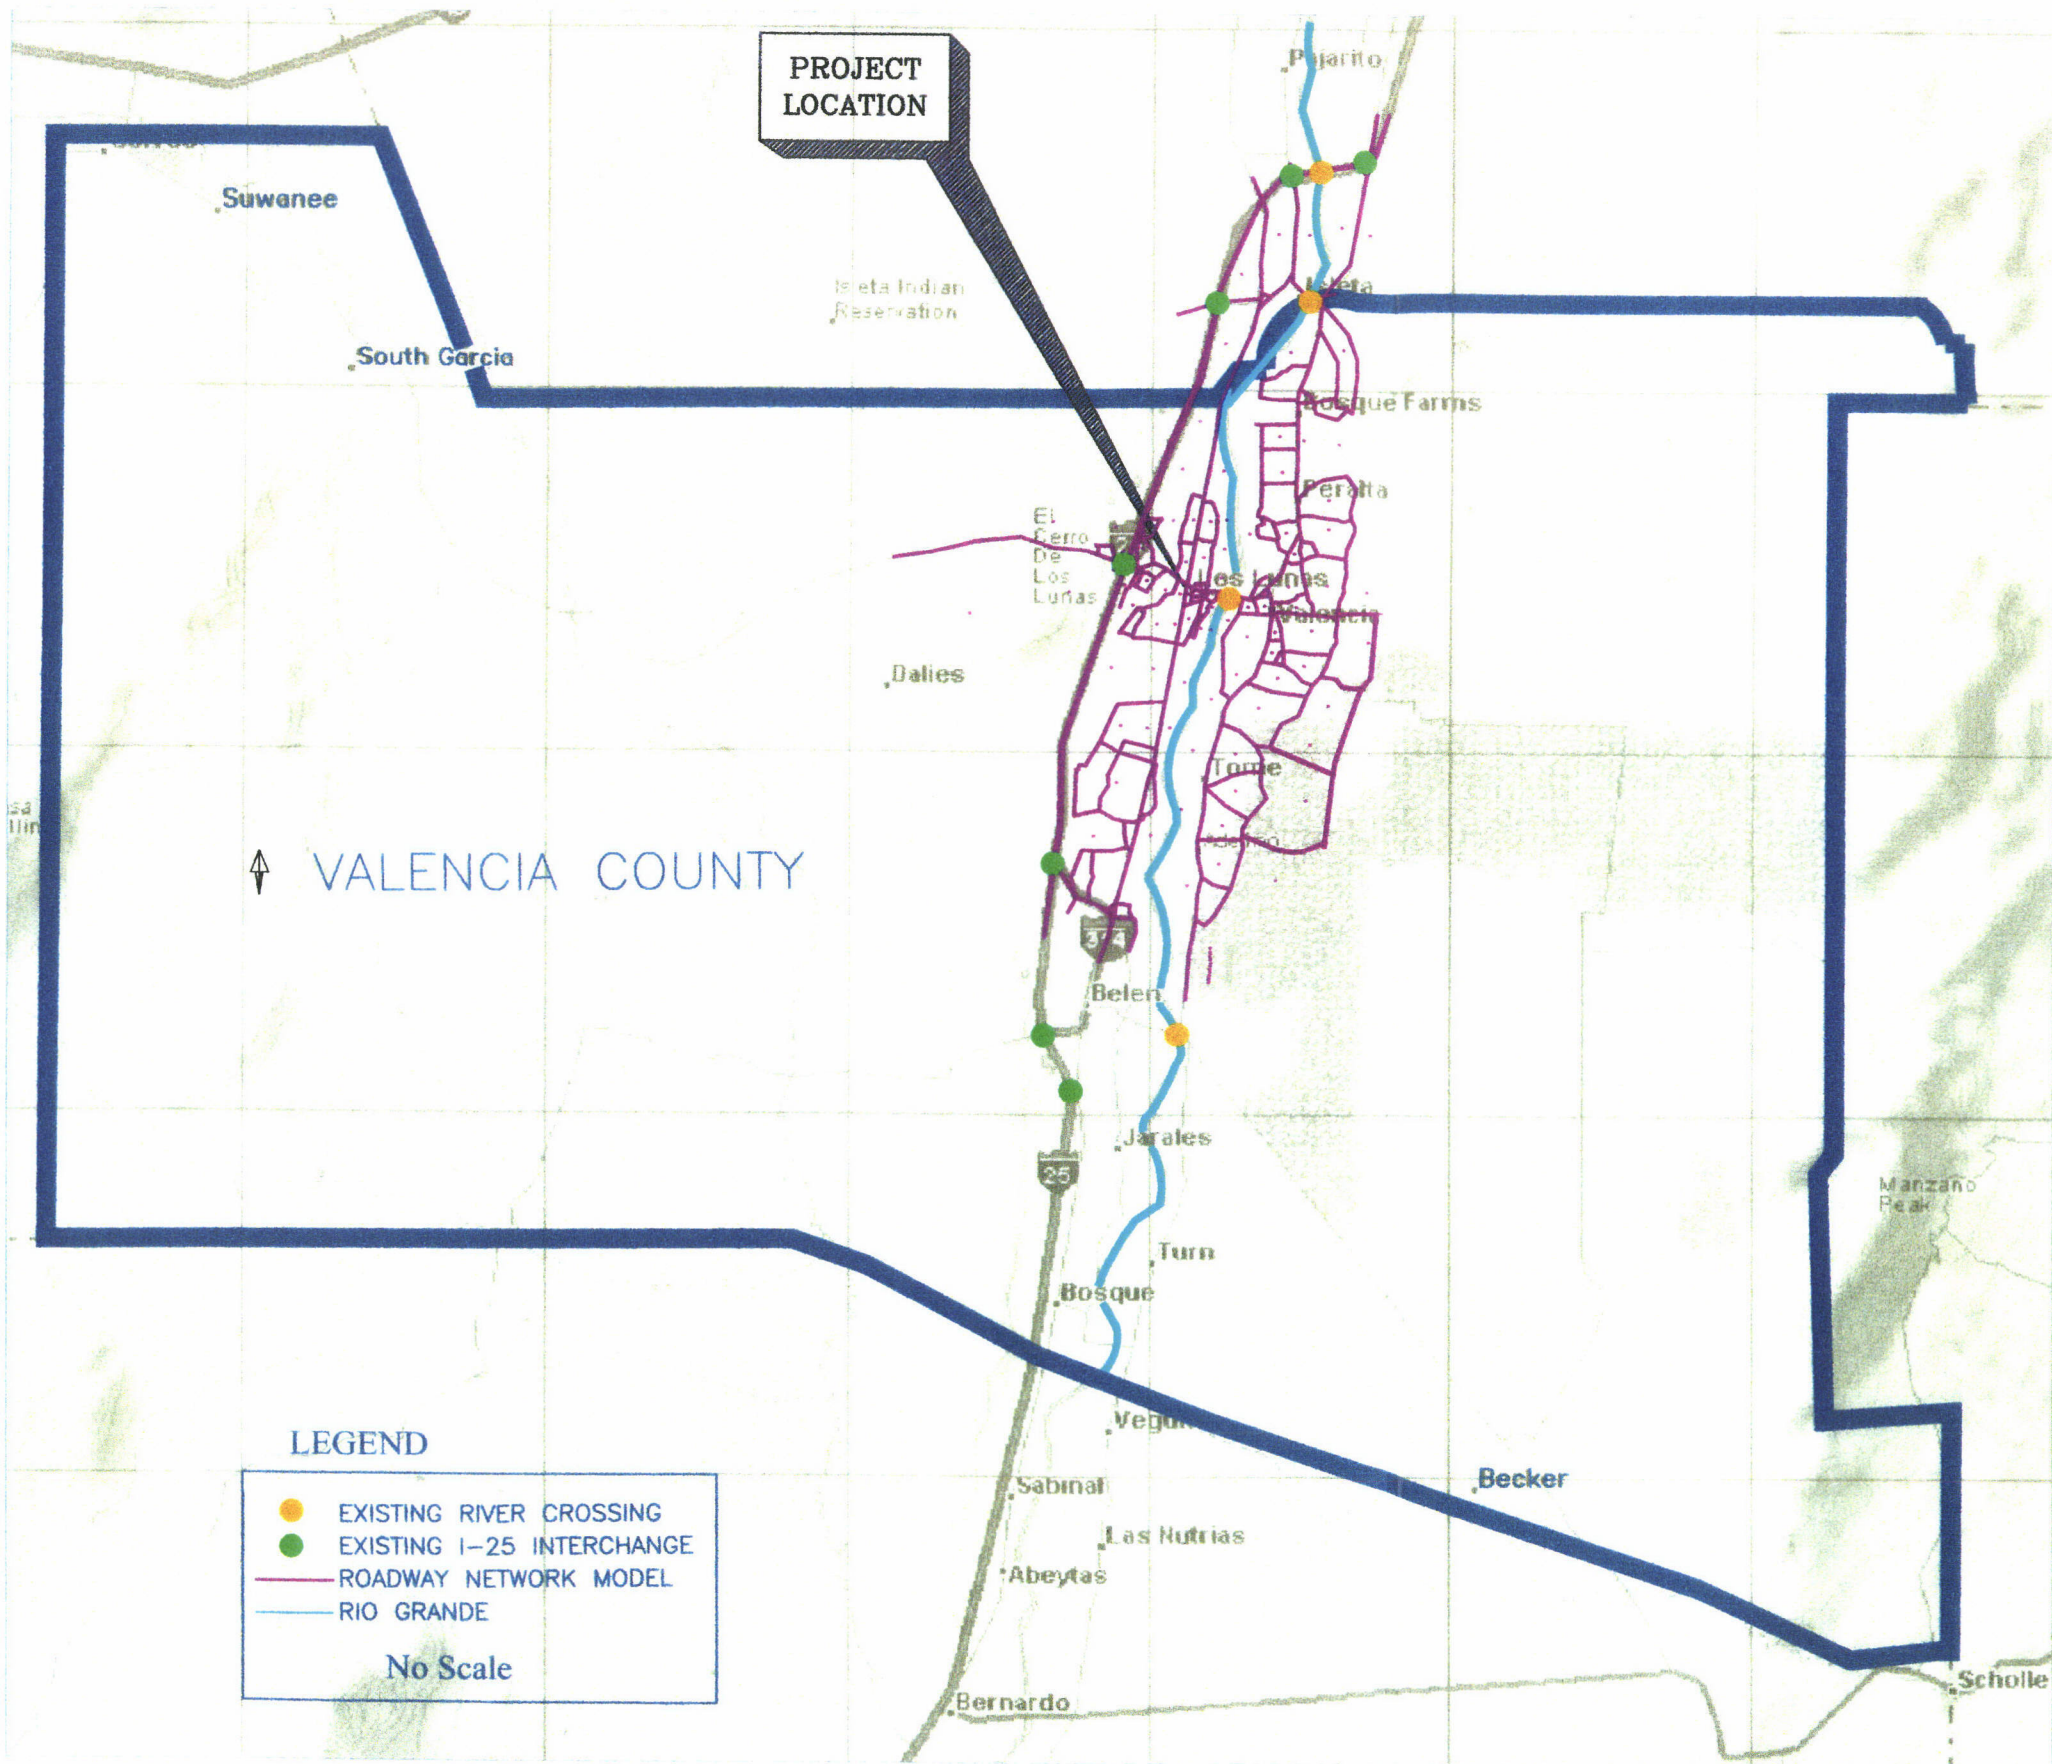 PROJECT
LOCATION
Pajarito
Suwanee
Isleta Indian
Reservation
Isleta
South Garcia
Bosque Farms
Peralta
El
Cerro
De
Los
Lunas
Los Lunas
Valencia
Dalies
Tome
Adelino
VALENCIA COUNTY
Belen
Jarales
25
Manzano
Peak
Turn
Bosque
LEGEND
EXISTING RIVER CROSSING
EXISTING I-25 INTERCHANGE
ROADWAY NETWORK MODEL
RIO GRANDE
No Scale
Becker
Sabinal
Las Nutrias
Abeytas
Bernardo
Scholle